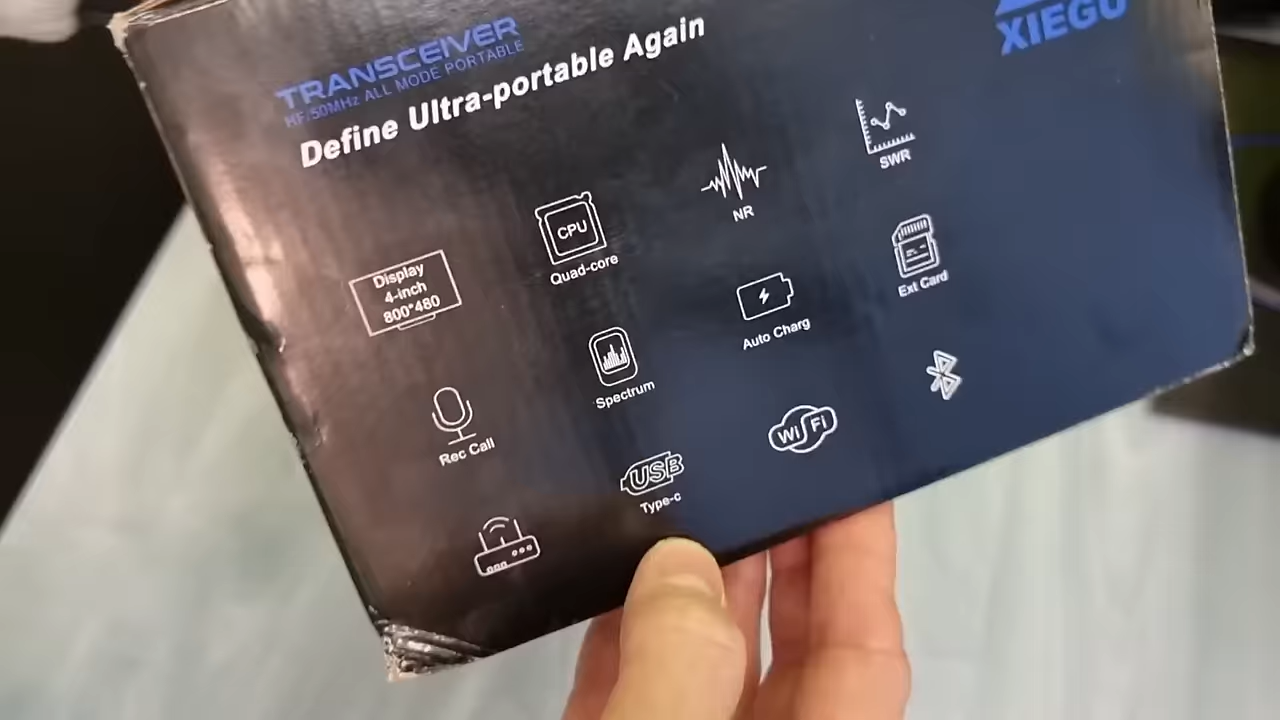 TRANSCEIVER
HF/50MHz ALL MODE PORTABLE
XIEGU
Define Ultra-portable Again
Display
4-inch
800*480
CPU
Quad-core
NR
SWR
Rec Call
Spectrum
Auto Charg
Ext Card
USB
Type-c
WiFi